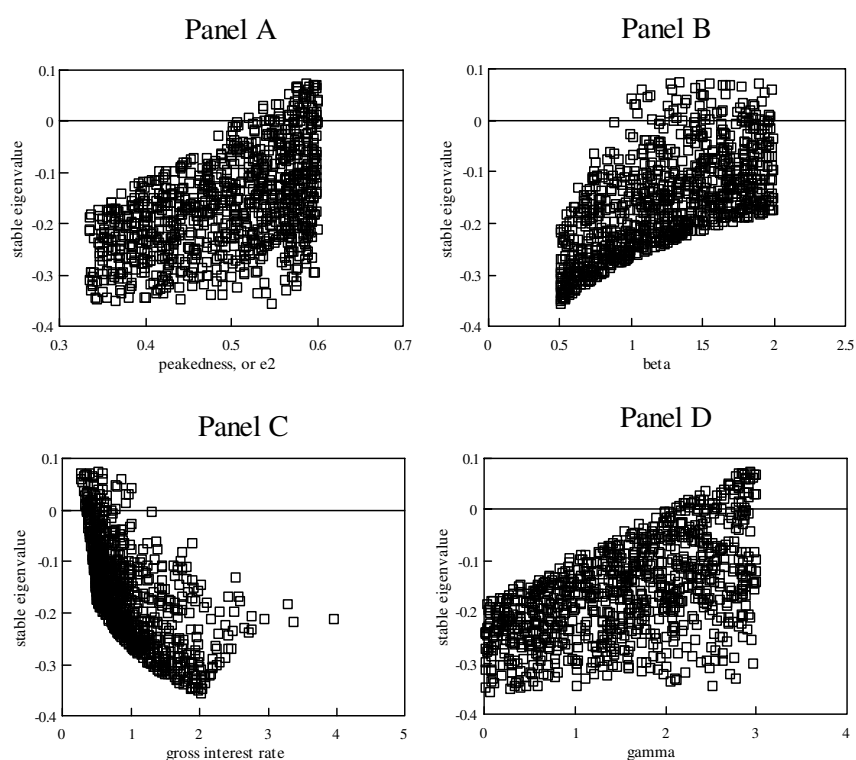 Panel A
0.1
0
-0.1
-0.2
-0.3
-0.4
stable eigenvalue
0.3 0.4 0.5 0.6 0.7
peakedness, or e2
Panel B
0.1
0
-0.1
-0.2
-0.3
-0.4
stable eigenvalue
0 0.5 1 1.5 2 2.5
beta
Panel C
0.1
0
-0.1
-0.2
-0.3
-0.4
stable eigenvalue
0 1 2 3 4 5
gross interest rate
Panel D
0.1
0
-0.1
-0.2
-0.3
-0.4
stable eigenvalue
0 1 2 3 4
gamma